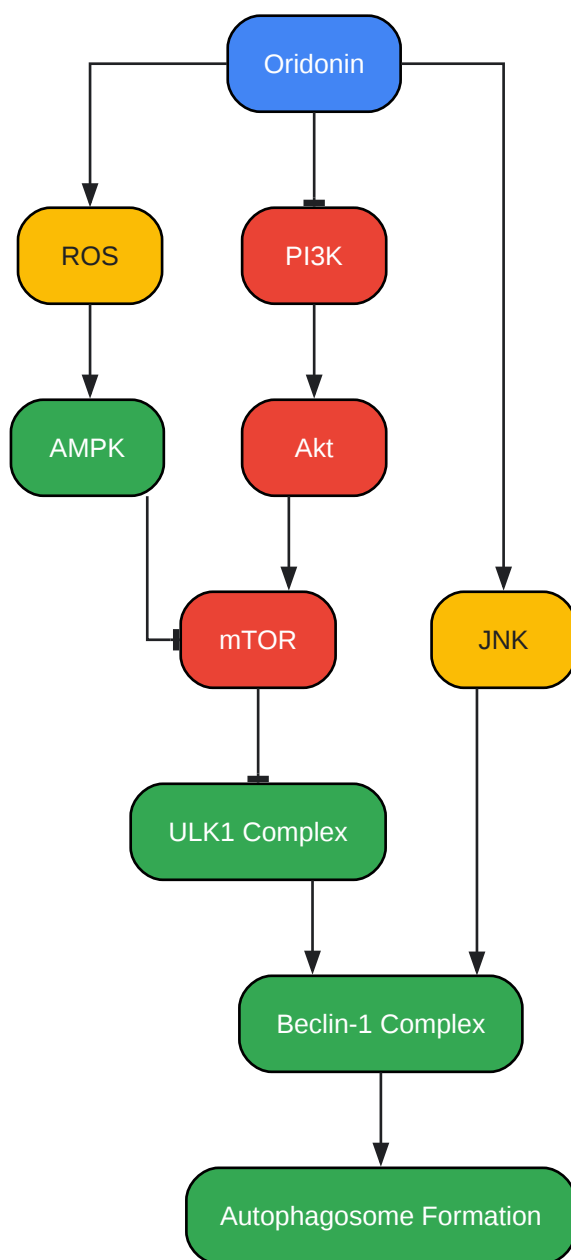 Oridonin
ROS
PI3K
AMPK
Akt
mTOR
JNK
ULK1 Complex
Beclin-1 Complex
Autophagosome Formation